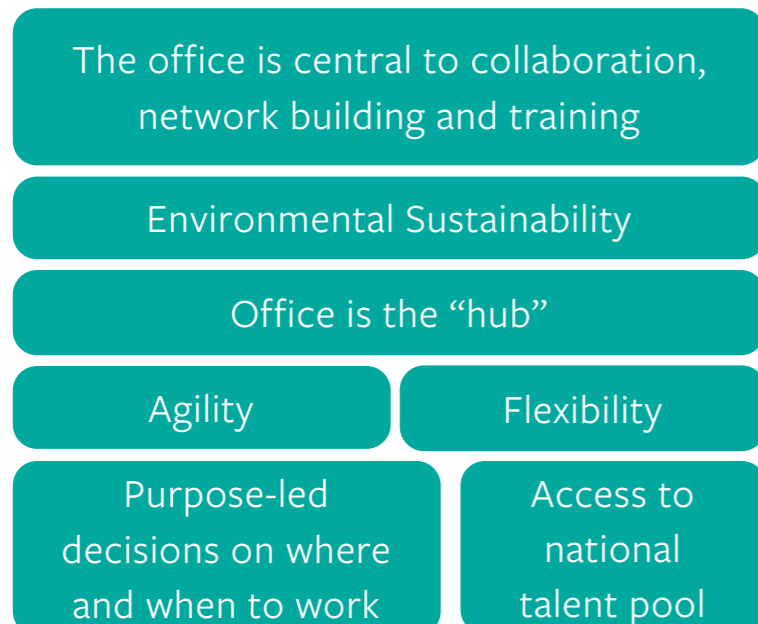 The office is central to collaboration,
network building and training
Environmental Sustainability
Office is the “hub”
Agility
Flexibility
Purpose-led
decisions on where
and when to work
Access to
national
talent pool